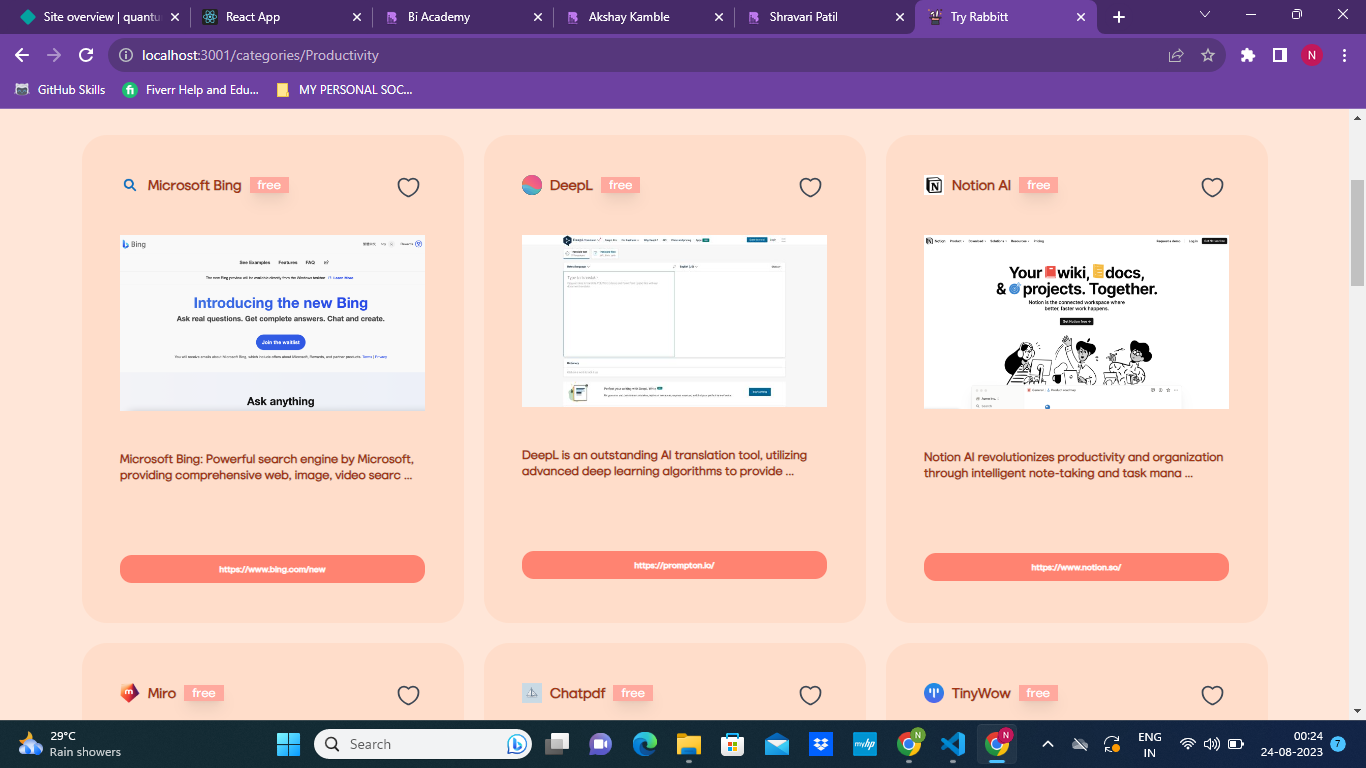 Site overview | quantu
React App
Bi Academy
Akshay Kamble
Shravari Patil
Try Rabbitt
localhost:3001/categories/Productivity
N
GitHub Skills
Fiverr Help and Edu...
MY PERSONAL SOC...
Microsoft Bing free
DeepL free
Notion AI free
Bing
See Examples Features FAQ
Learn More
Introducing the new Bing
Ask real questions. Get complete answers. Chat and create.
Join the waitlist
Ask anything
Your wiki, docs,
& projects. Together.
Notion is the connected workspace where
better, faster work happens.
Get Notion free
Microsoft Bing: Powerful search engine by Microsoft,
providing comprehensive web, image, video searc ...
DeepL is an outstanding AI translation tool, utilizing
advanced deep learning algorithms to provide ...
Notion AI revolutionizes productivity and organization
through intelligent note-taking and task mana ...
https://www.bing.com/new
https://prompton.io/
https://www.notion.so/
Miro free
Chatpdf free
TinyWow free
29°C
Rain showers
Search
myhp
N
N
ENG
IN
00:24
24-08-2023
7